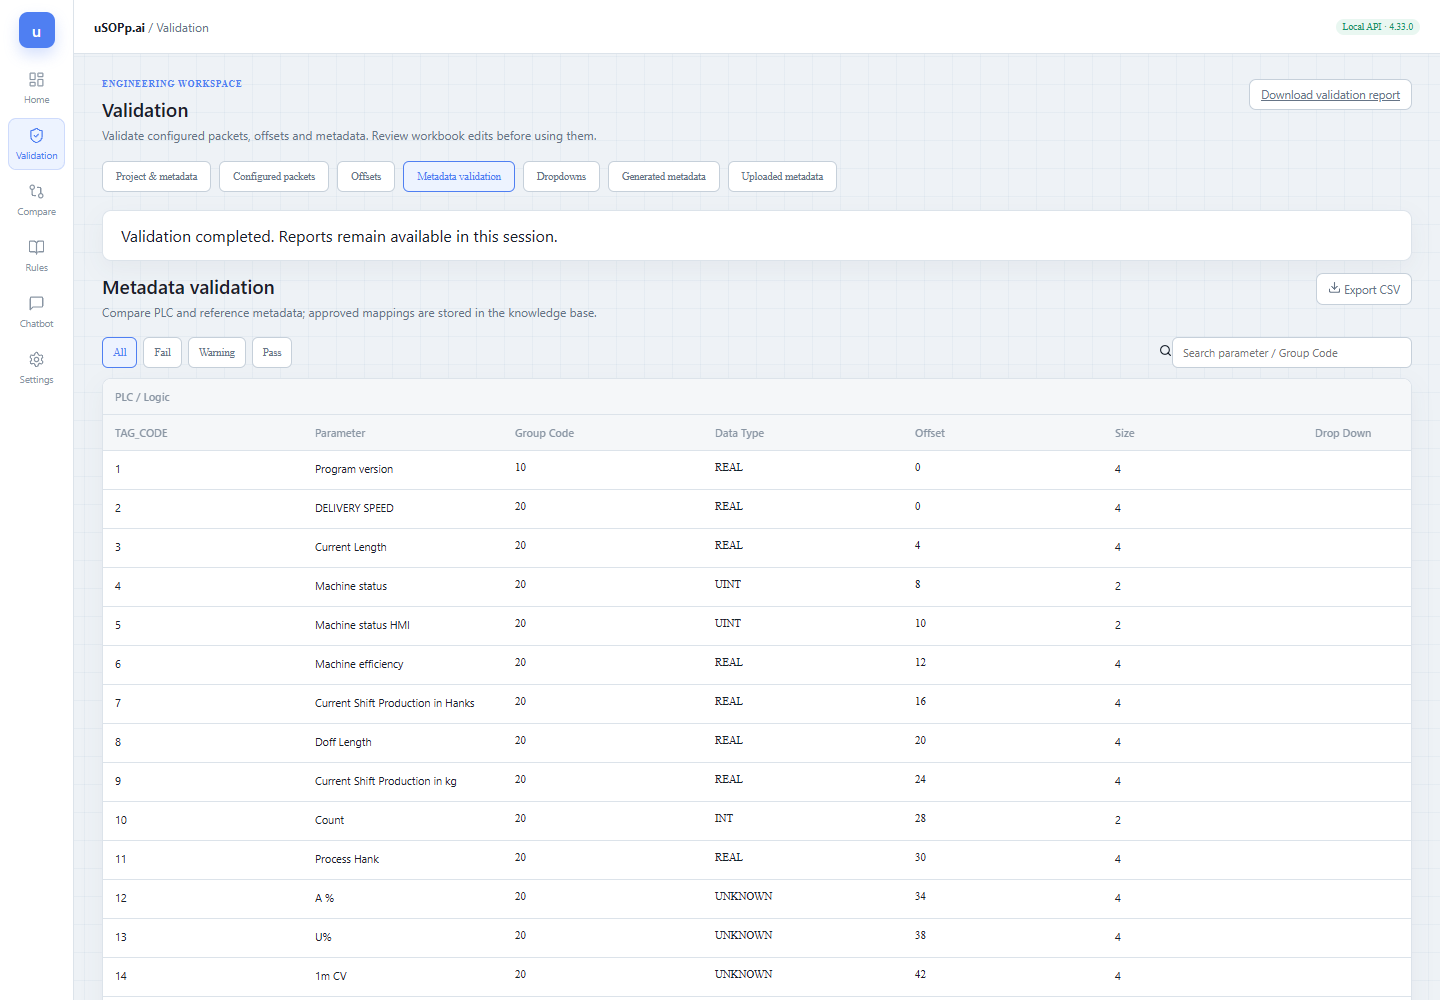 u
uSOPp.ai / Validation
Local API · 4.33.0
Home
Validation
Compare
Rules
Chatbot
Settings
ENGINEERING WORKSPACE
Validation
Validate configured packets, offsets and metadata. Review workbook edits before using them.
Download validation report
Project & metadata
Configured packets
Offsets
Metadata validation
Dropdowns
Generated metadata
Uploaded metadata
Validation completed. Reports remain available in this session.
Metadata validation
Compare PLC and reference metadata; approved mappings are stored in the knowledge base.
Export CSV
All
Fail
Warning
Pass
Search parameter / Group Code
PLC / Logic
TAG_CODE Parameter Group Code Data Type Offset Size Drop Down
1 Program version 10 REAL 0 4
2 DELIVERY SPEED 20 REAL 0 4
3 Current Length 20 REAL 4 4
4 Machine status 20 UINT 8 2
5 Machine status HMI 20 UINT 10 2
6 Machine efficiency 20 REAL 12 4
7 Current Shift Production in Hanks 20 REAL 16 4
8 Doff Length 20 REAL 20 4
9 Current Shift Production in kg 20 REAL 24 4
10 Count 20 INT 28 2
11 Process Hank 20 REAL 30 4
12 A % 20 UNKNOWN 34 4
13 U% 20 UNKNOWN 38 4
14 1m CV 20 UNKNOWN 42 4